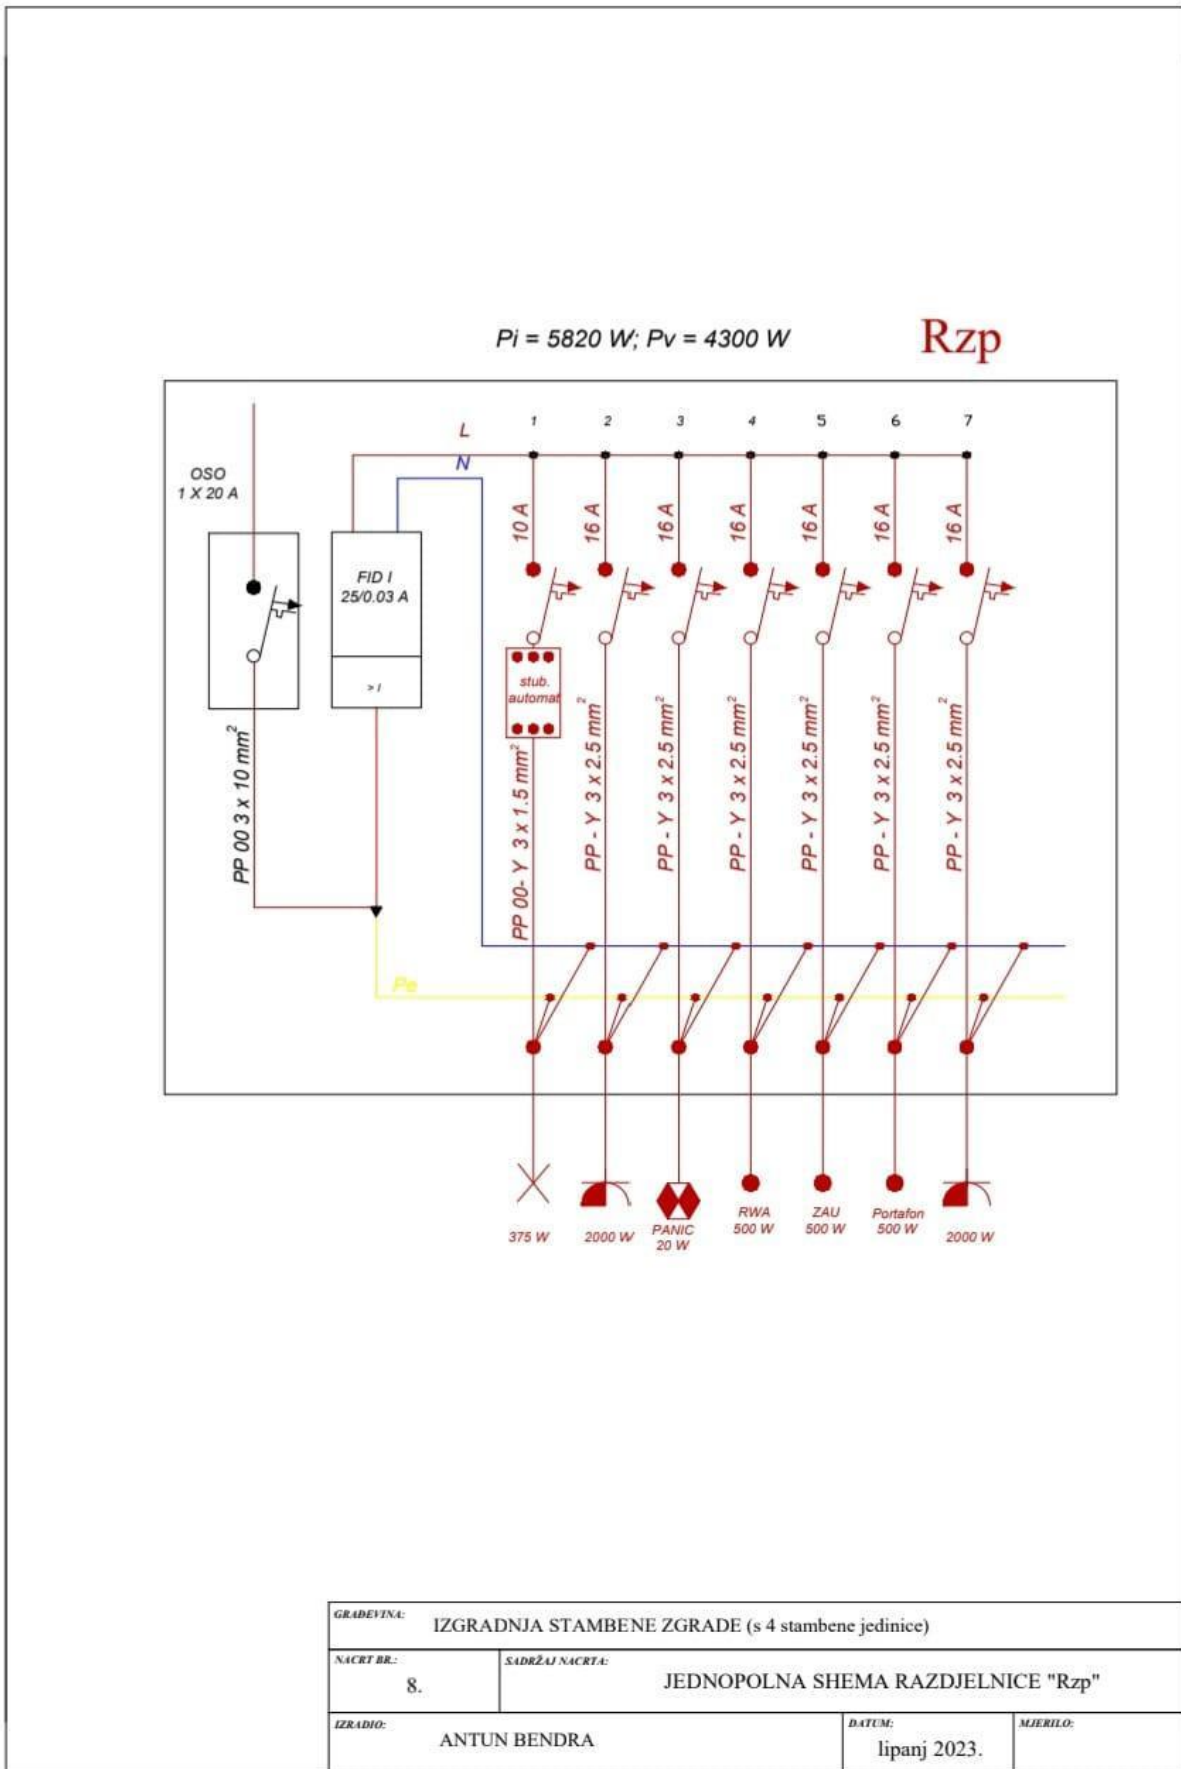 Pi = 5820 W; Pv = 4300 W
Rzp
1 2 3 4 5 6 7
L
N
OSO
1 X 20 A
10 A
16 A
16 A
16 A
16 A
16 A
16 A
FID I
25/0.03 A
> I
stub.
automat
PP 00 3 x 10 mm²
PP 00- Y 3 x 1.5 mm²
PP - Y 3 x 2.5 mm²
PP - Y 3 x 2.5 mm²
PP - Y 3 x 2.5 mm²
PP - Y 3 x 2.5 mm²
PP - Y 3 x 2.5 mm²
PP - Y 3 x 2.5 mm²
Pe
375 W
2000 W
PANIC
20 W
RWA
500 W
ZAU
500 W
Portafon
500 W
2000 W
GRAĐEVINA:
IZGRADNJA STAMBENE ZGRADE (s 4 stambene jedinice)
NACRT BR.:
8.
SADRŽAJ NACRTA:
JEDNOPOLNA SHEMA RAZDJELNICE "Rzp"
IZRADIO:
ANTUN BENDRA
DATUM:
lipanj 2023.
MJERILO: